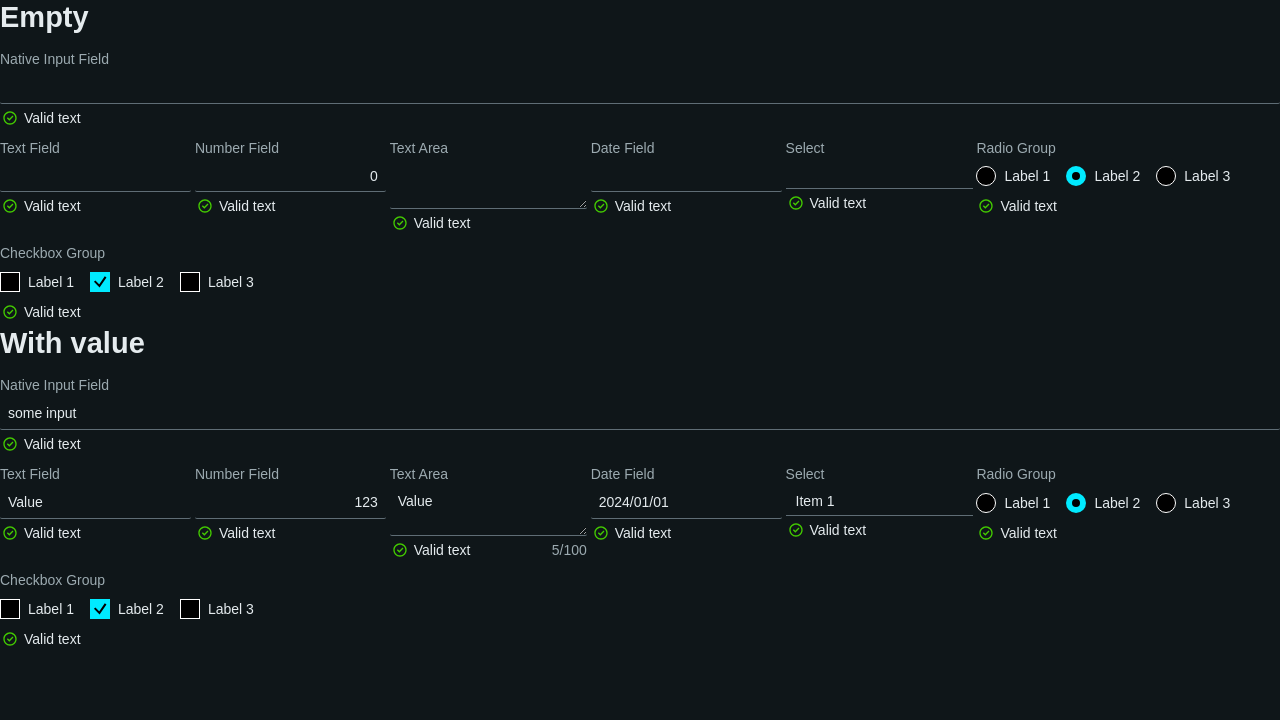 Empty
Native Input Field
Valid text
Text Field Number Field Text Area Date Field Select Radio Group
0 Label 1 Label 2 Label 3
Valid text Valid text Valid text Valid text Valid text Valid text
Checkbox Group
Label 1 Label 2 Label 3
Valid text
With value
Native Input Field
some input
Valid text
Text Field Number Field Text Area Date Field Select Radio Group
Value 123 Value 2024/01/01 Item 1 Label 1 Label 2 Label 3
Valid text Valid text Valid text 5/100 Valid text Valid text Valid text
Checkbox Group
Label 1 Label 2 Label 3
Valid text